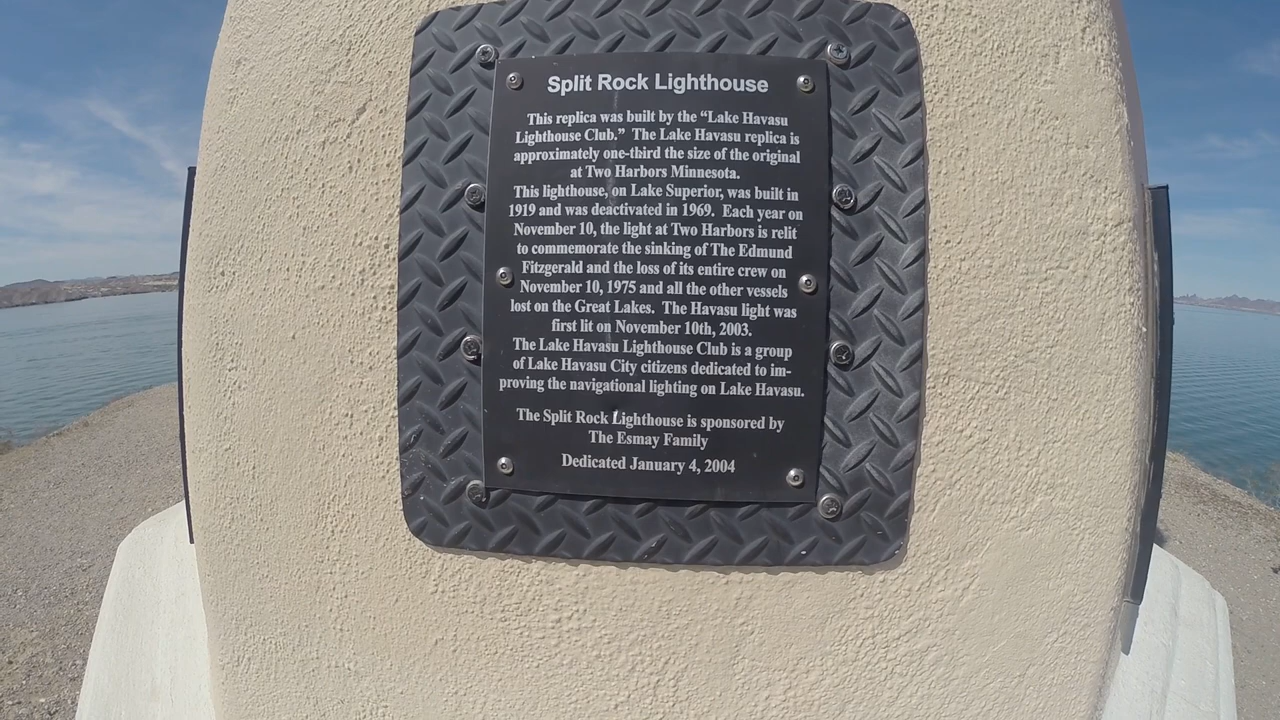 Split Rock Lighthouse
This replica was built by the “Lake Havasu
Lighthouse Club.” The Lake Havasu replica is
approximately one-third the size of the original
at Two Harbors Minnesota.
This lighthouse, on Lake Superior, was built in
1919 and was deactivated in 1969. Each year on
November 10, the light at Two Harbors is relit
to commemorate the sinking of The Edmund
Fitzgerald and the loss of its entire crew on
November 10, 1975 and all the other vessels
lost on the Great Lakes. The Havasu light was
first lit on November 10th, 2003.
The Lake Havasu Lighthouse Club is a group
of Lake Havasu City citizens dedicated to im-
proving the navigational lighting on Lake Havasu.
The Split Rock Lighthouse is sponsored by
The Esmay Family
Dedicated January 4, 2004